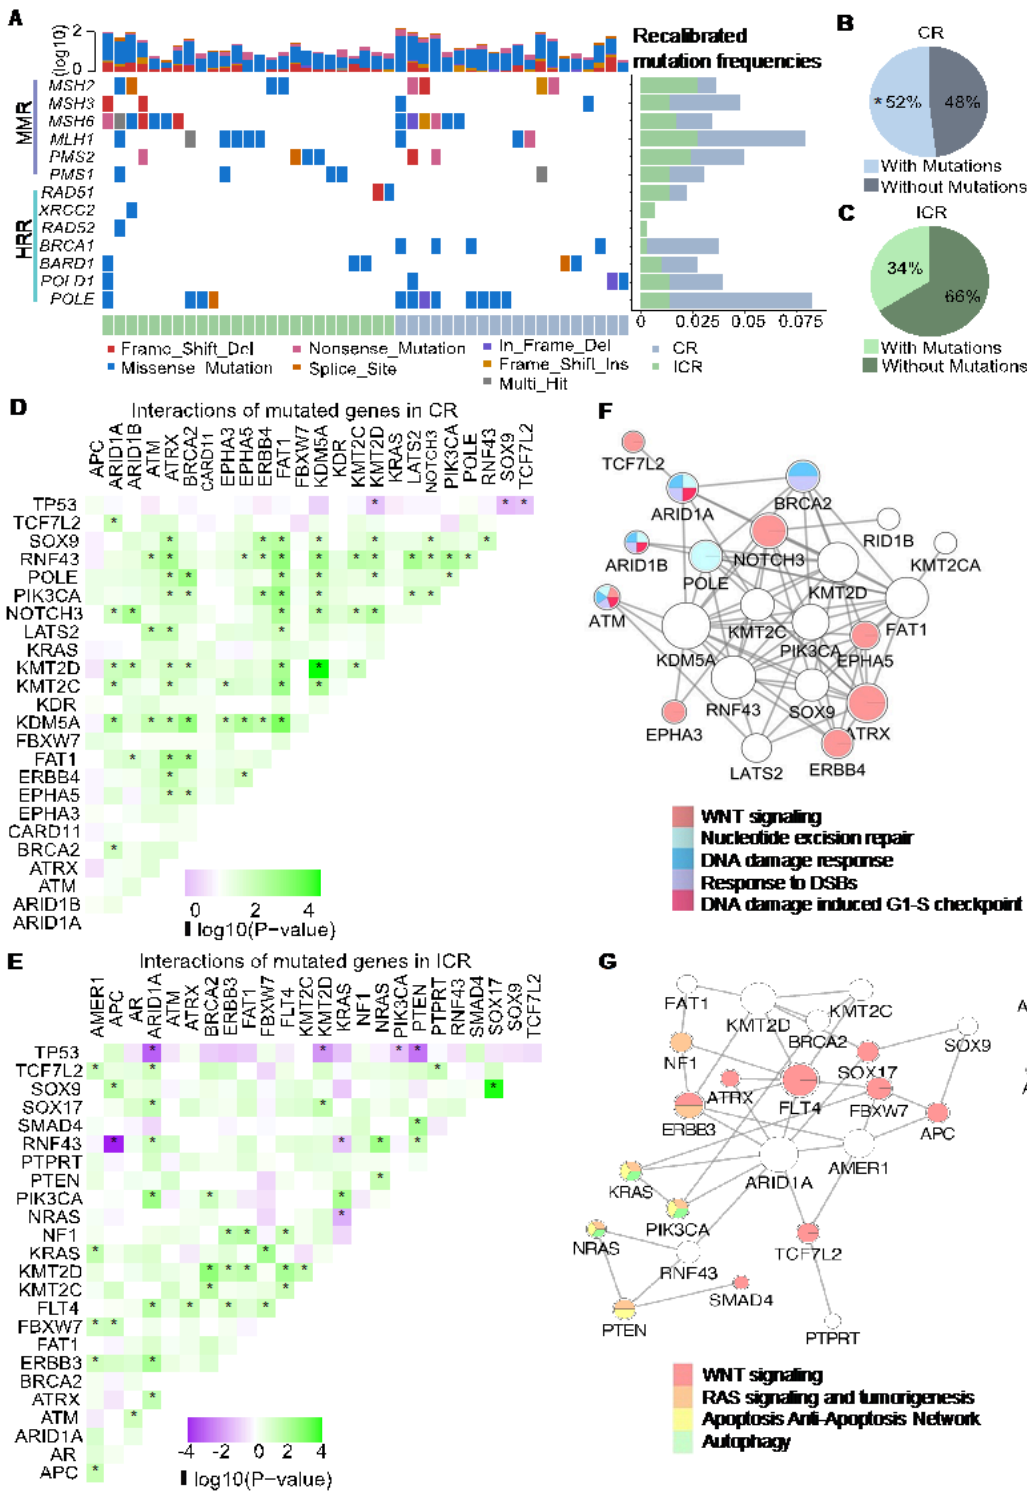 A
2
(log10)
0
Recalibrated
mutation frequencies
MMR
MSH2
MSH3
MSH6
MLH1
PMS2
PMS1
HRR
RAD51
XRCC2
RAD52
BRCA1
BARD1
POLD1
POLE
0 0.025 0.05 0.075
Frame_Shift_Del
Missense_Mutation
Nonsense_Mutation
Splice_Site
In_Frame_Del
Frame_Shift_Ins
Multi_Hit
CR
ICR
B
CR
* 52% 48%
With Mutations
Without Mutations
C
ICR
34%
66%
With Mutations
Without Mutations
D
Interactions of mutated genes in CR
APC ARID1A ARID1B ATM ATRX BRCA2 CARD11 EPHA3 EPHA5 ERBB4 FAT1 FBXW7 KDM5A KDR KMT2C KMT2D KRAS LATS2 NOTCH3 PIK3CA POLE RNF43 SOX9 TCF7L2
TP53
TCF7L2
SOX9
RNF43
POLE
PIK3CA
NOTCH3
LATS2
KRAS
KMT2D
KMT2C
KDR
KDM5A
FBXW7
FAT1
ERBB4
EPHA5
EPHA3
CARD11
BRCA2
ATRX
ATM
ARID1B
ARID1A
0 2 4
log10(P-value)
E
Interactions of mutated genes in ICR
AMER1 APC AR ARID1A ATM ATRX BRCA2 ERBB3 FAT1 FBXW7 FLT4 KMT2C KMT2D KRAS NF1 NRAS PIK3CA PTEN PTPRT RNF43 SMAD4 SOX17 SOX9 TCF7L2
TP53
TCF7L2
SOX9
SOX17
SMAD4
RNF43
PTPRT
PTEN
PIK3CA
NRAS
NF1
KRAS
KMT2D
KMT2C
FLT4
FBXW7
FAT1
ERBB3
BRCA2
ATRX
ATM
ARID1A
AR
APC
-4 -2 0 2 4
log10(P-value)
F
TCF7L2
ARID1A
BRCA2
RID1B
ARID1B
POLE
NOTCH3
KMT2CA
KMT2D
ATM
KMT2C
FAT1
PIK3CA
KDM5A
EPHA5
RNF43
SOX9
EPHA3
ATRX
LATS2
ERBB4
WNT signaling
Nucleotide excision repair
DNA damage response
Response to DSBs
DNA damage induced G1-S checkpoint
G
FAT1
KMT2D
KMT2C
BRCA2
SOX9
NF1
SOX17
ATRX
FLT4
FBXW7
ERBB3
APC
AMER1
ARID1A
KRAS
PIK3CA
NRAS
TCF7L2
RNF43
SMAD4
PTEN
PTPRT
WNT signaling
RAS signaling and tumorigenesis
Apoptosis Anti-Apoptosis Network
Autophagy